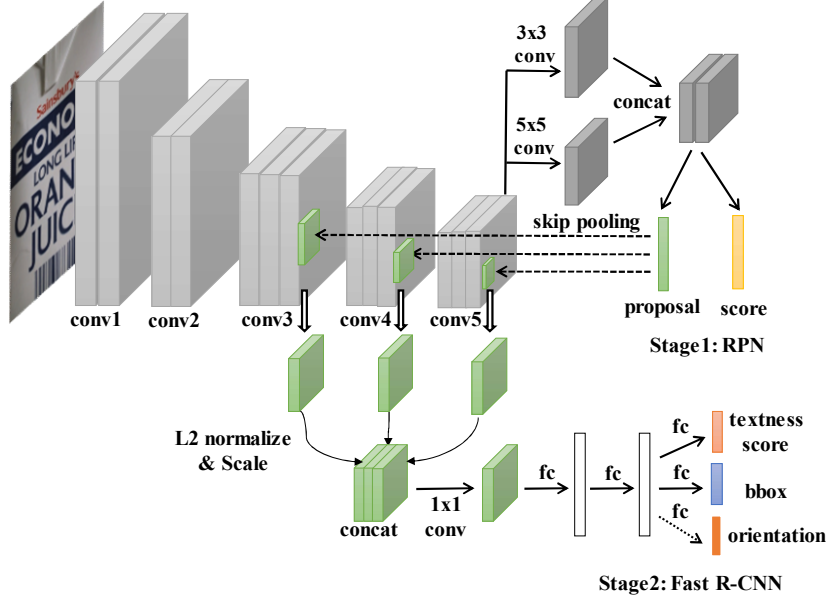 3x3
conv
concat
5x5
conv
Sainsbury's
ECONO
LONG LI
ORAN
JUIC
skip pooling
conv1
conv2
conv3
conv4
conv5
proposal
score
Stage1: RPN
L2 normalize
& Scale
concat
1x1
conv
fc
fc
fc
textness
score
fc
bbox
fc
orientation
Stage2: Fast R-CNN